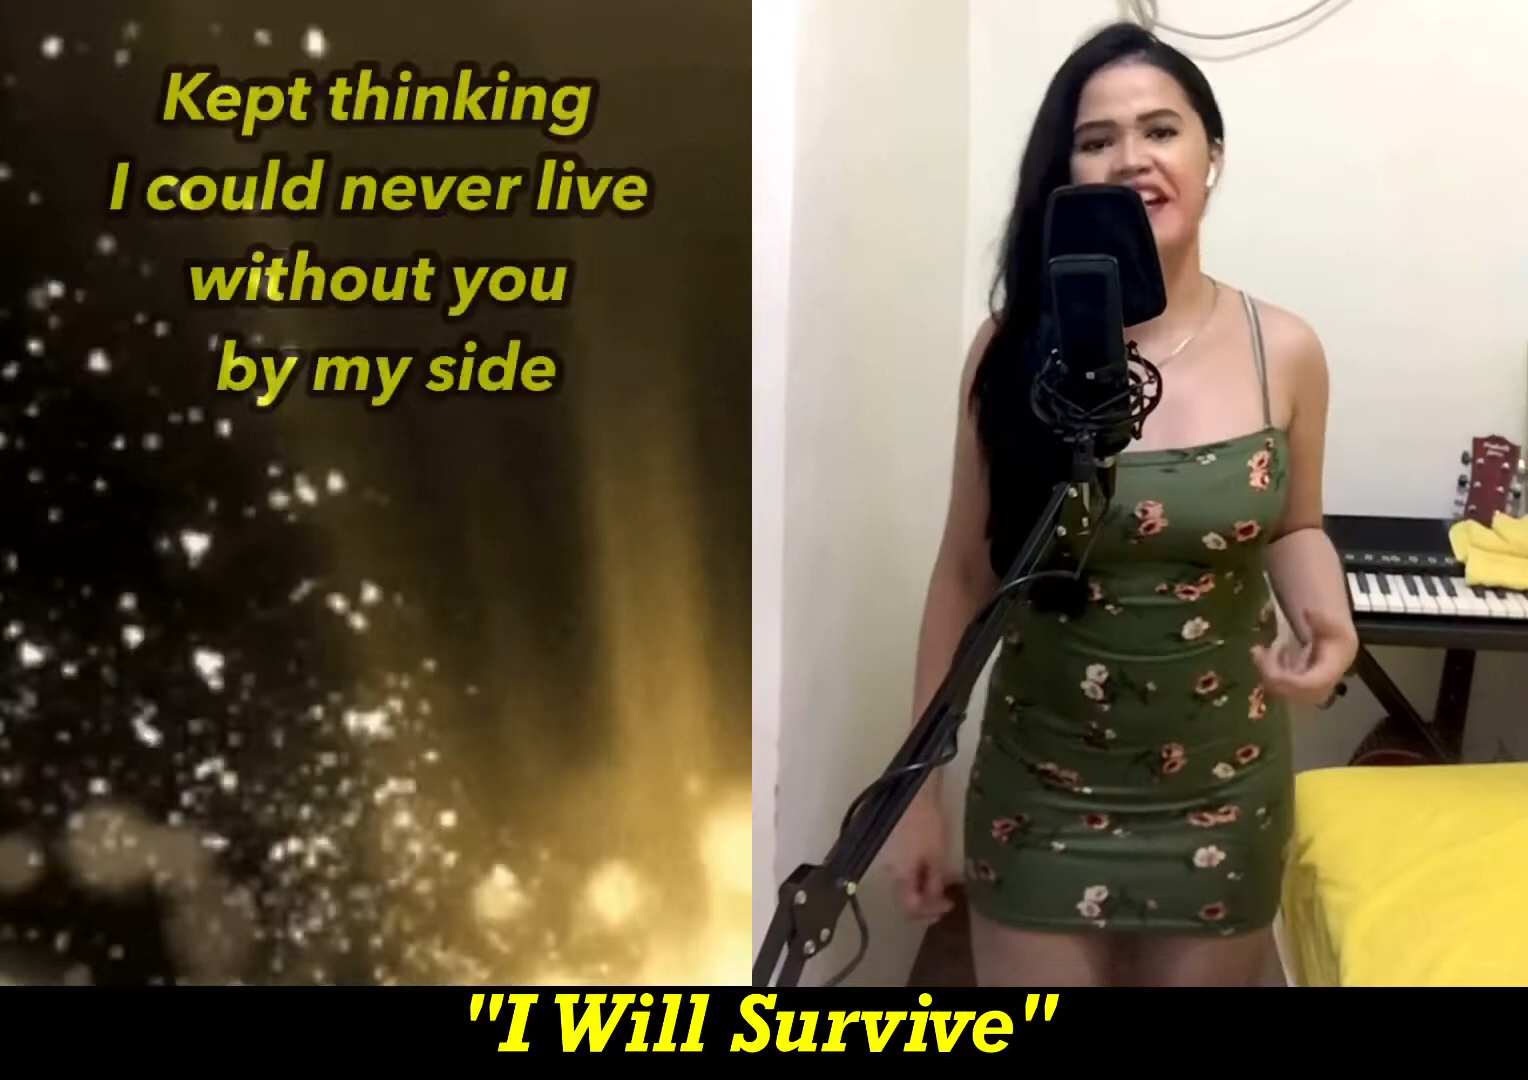 Kept thinking
I could never live
without you
by my side
"I Will Survive"